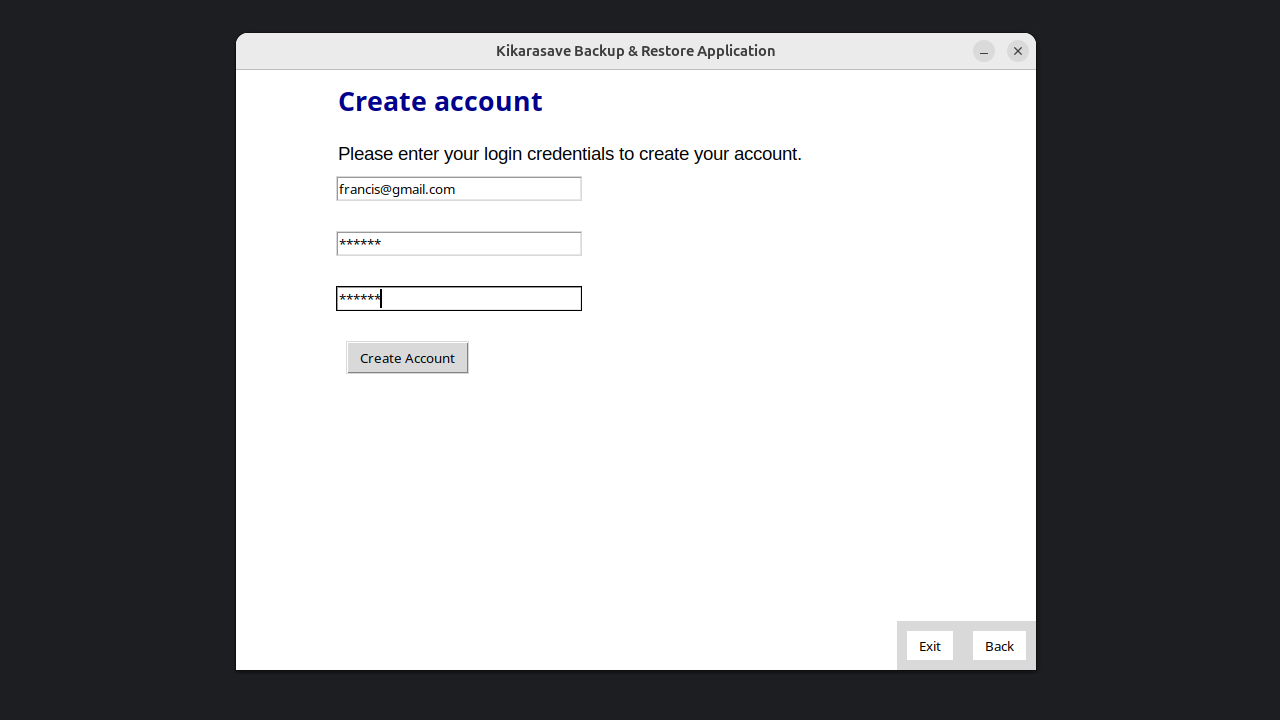 Kikarasave Backup & Restore Application
Create account
Please enter your login credentials to create your account.
francis@gmail.com
******
******
Create Account
Exit
Back